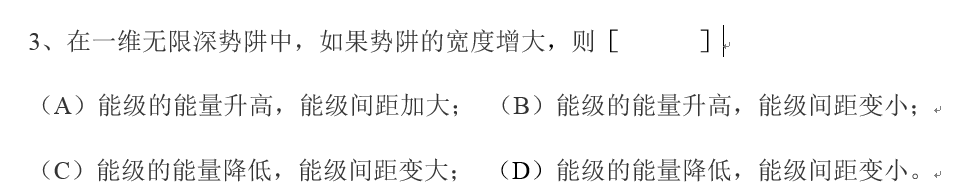 3、在一维无限深势阱中，如果势阱的宽度增大，则［　　］
（A）能级的能量升高，能级间距加大；　（B）能级的能量升高，能级间距变小；
（C）能级的能量降低，能级间距变大；　（D）能级的能量降低，能级间距变小。